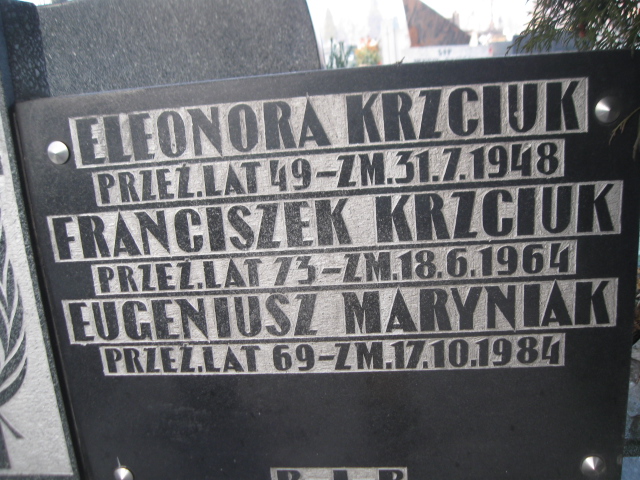 ELEONORA KRZCIUK
PRZEŻ.LAT 49-ZM.31.7.1948
FRANCISZEK KRZCIUK
PRZEŻ.LAT 73-ZM.18.6.1964
EUGENIUSZ MARYNIAK
PRZEŻ.LAT 69-ZM.17.10.1984
R.I.P